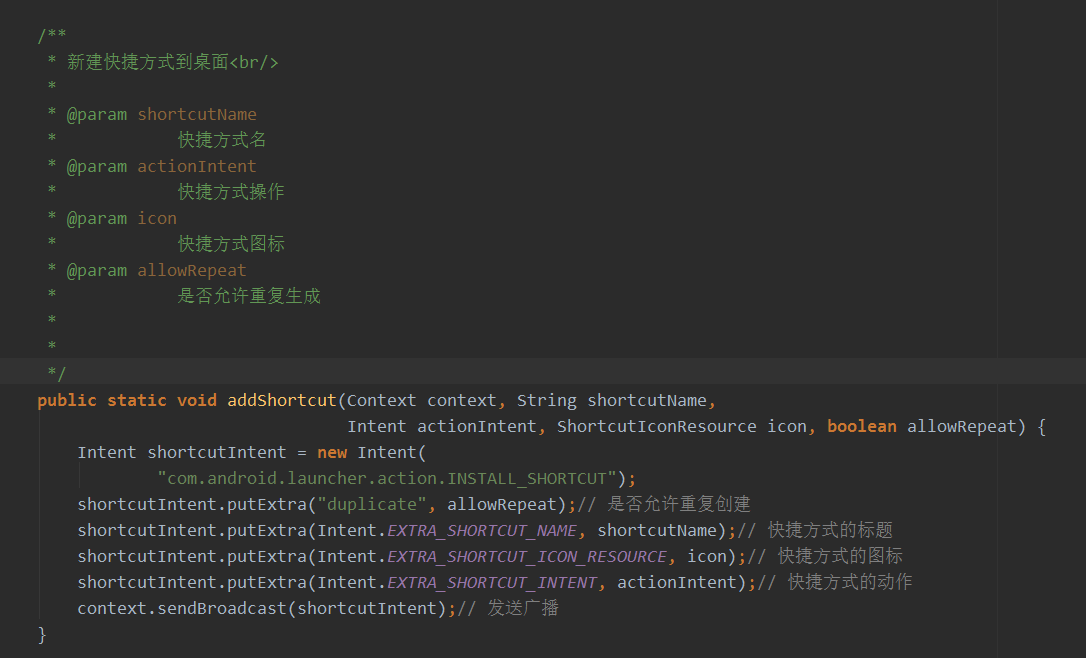 /**
 * 新建快捷方式到桌面<br/>
 *
 * @param shortcutName
 *            快捷方式名
 * @param actionIntent
 *            快捷方式操作
 * @param icon
 *            快捷方式图标
 * @param allowRepeat
 *            是否允许重复生成
 *
 *
 */
public static void addShortcut(Context context, String shortcutName,
                               Intent actionIntent, ShortcutIconResource icon, boolean allowRepeat) {
    Intent shortcutIntent = new Intent(
            "com.android.launcher.action.INSTALL_SHORTCUT");
    shortcutIntent.putExtra("duplicate", allowRepeat);// 是否允许重复创建
    shortcutIntent.putExtra(Intent.EXTRA_SHORTCUT_NAME, shortcutName);// 快捷方式的标题
    shortcutIntent.putExtra(Intent.EXTRA_SHORTCUT_ICON_RESOURCE, icon);// 快捷方式的图标
    shortcutIntent.putExtra(Intent.EXTRA_SHORTCUT_INTENT, actionIntent);// 快捷方式的动作
    context.sendBroadcast(shortcutIntent);// 发送广播
}